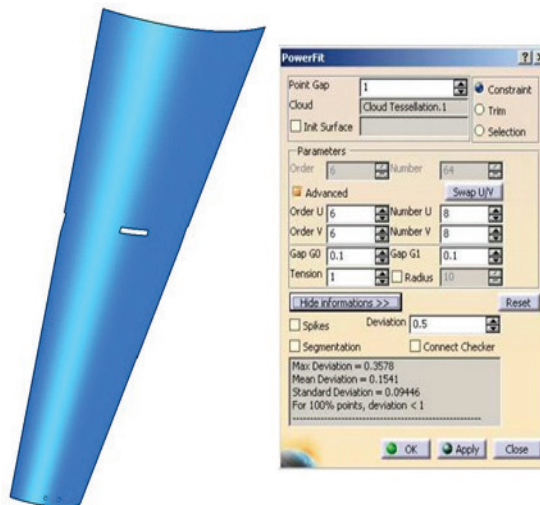 PowerFit
Point Gap 1 Constraint
Cloud Cloud Tessellation.1 Trim
Init Surface Selection
Parameters
Order 6 Number 64
Advanced Swap U/V
Order U 6 Number U 8
Order V 6 Number V 8
Gap G0 0.1 Gap G1 0.1
Tension 1 Radius 10
Hide informations >> Reset
Spikes Deviation 0.5
Segmentation Connect Checker
Max Deviation = 0.3578
Mean Deviation = 0.1541
Standard Deviation = 0.09446
For 100% points, deviation < 1
--------------------------------------------------
OK Apply Close